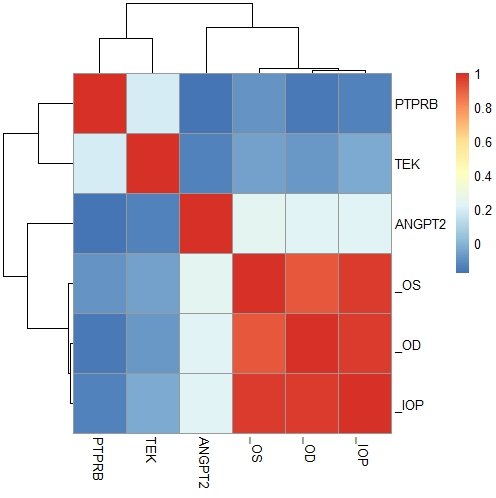 1
0.8
0.6
0.4
0.2
0
PTPRB
TEK
ANGPT2
_OS
_OD
_IOP
PTPRB
TEK
ANGPT2
_OS
_OD
_IOP